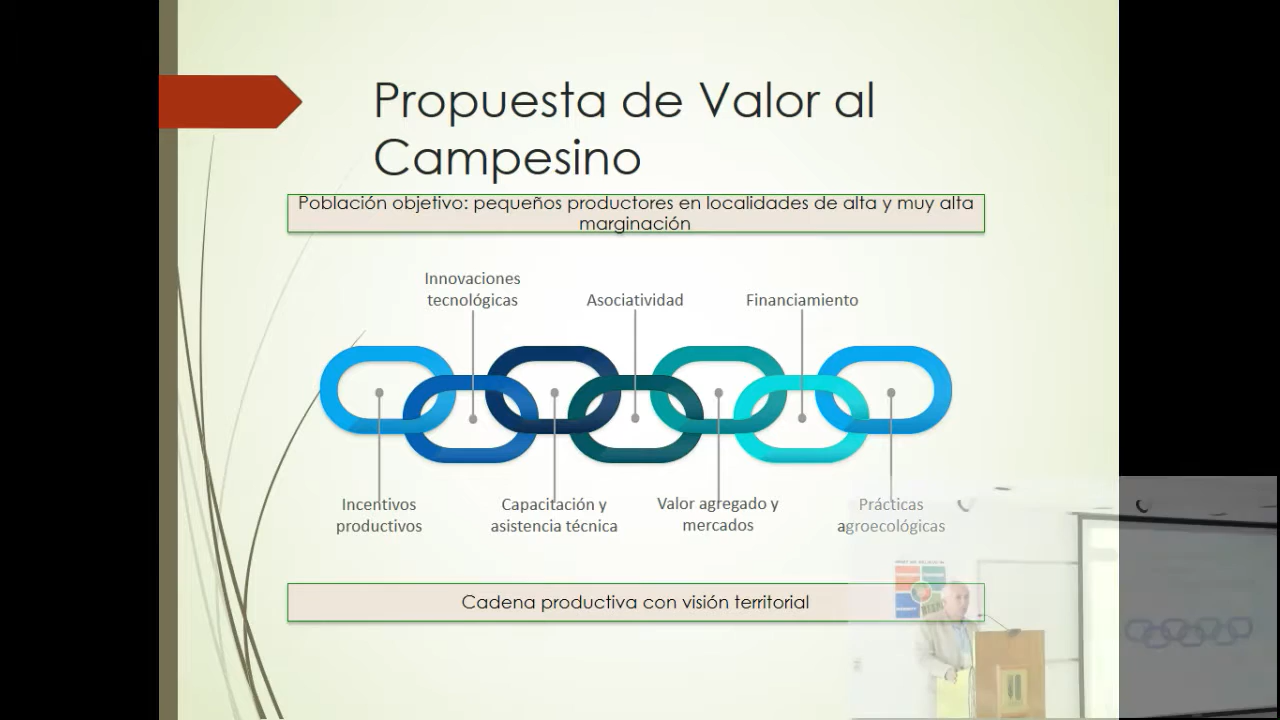 Propuesta de Valor al
Campesino
Población objetivo: pequeños productores en localidades de alta y muy alta
marginación
Innovaciones
tecnológicas
Asociatividad
Financiamiento
Incentivos
productivos
Capacitación y
asistencia técnica
Valor agregado y
mercados
Prácticas
agroecológicas
Cadena productiva con visión territorial